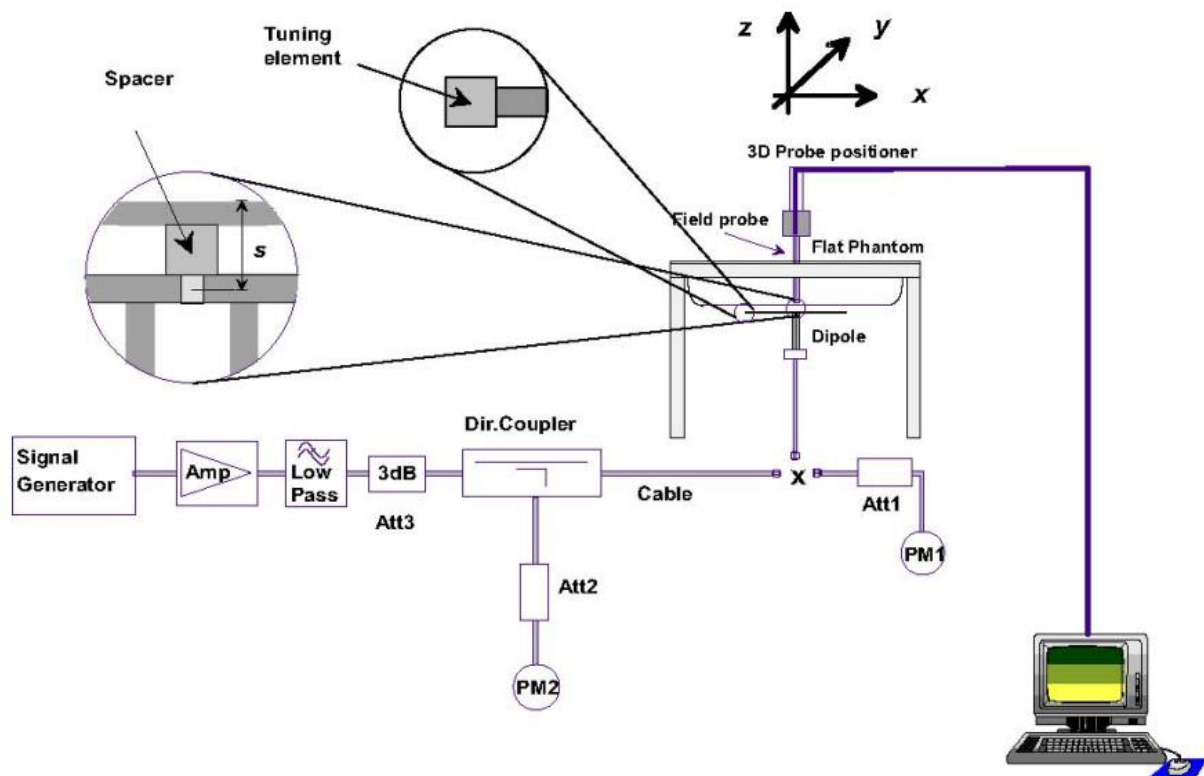 Tuning
element
Spacer
s
z
y
x
3D Probe positioner
Field probe
Flat Phantom
Dipole
Dir.Coupler
Signal
Generator
Amp
Low
Pass
3dB
Att3
Cable
x
Att1
PM1
Att2
PM2